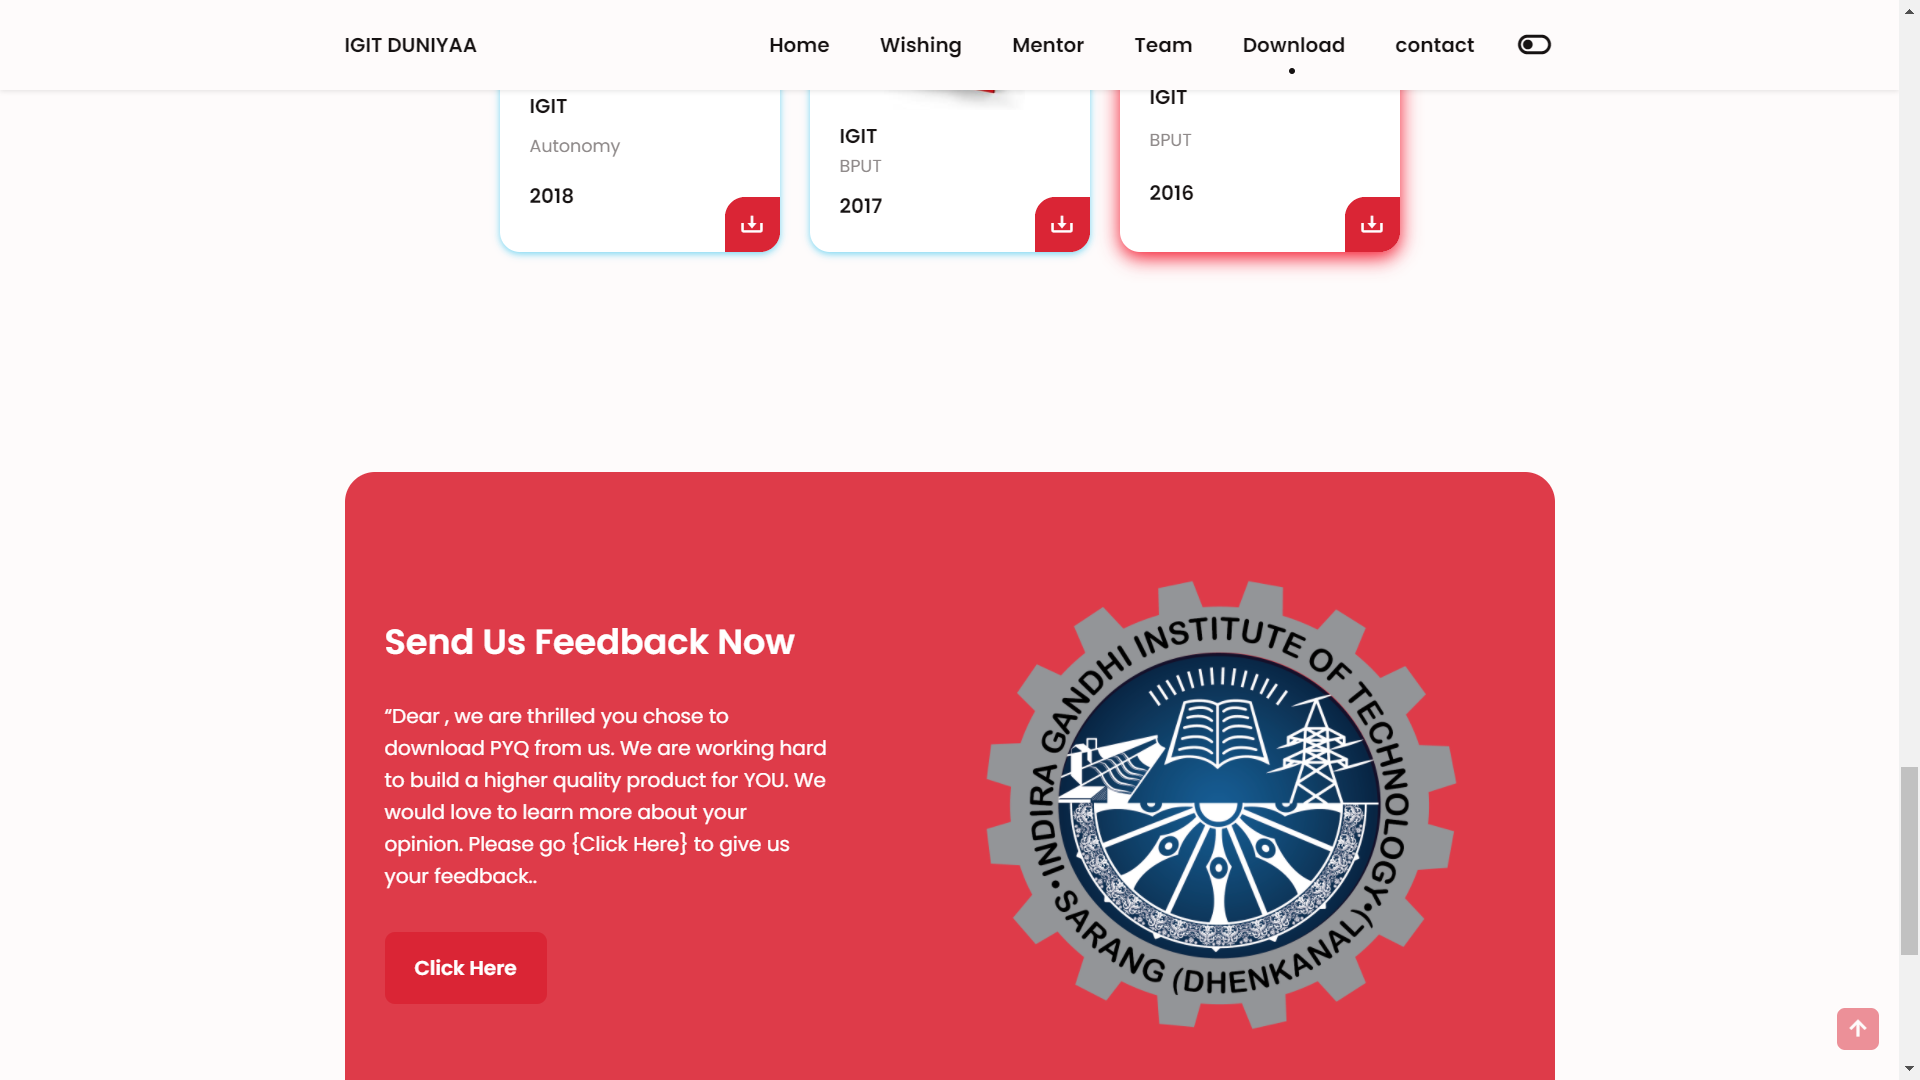 IGIT DUNIYAA
Home
Wishing
Mentor
Team
Download
contact
IGIT
Autonomy
2018
IGIT
BPUT
2017
IGIT
BPUT
2016
Send Us Feedback Now
“Dear , we are thrilled you chose to
download PYQ from us. We are working hard
to build a higher quality product for YOU. We
would love to learn more about your
opinion. Please go {Click Here} to give us
your feedback..
Click Here
INDIRA GANDHI INSTITUTE OF TECHNOLOGY
• SARANG (DHENKANAL) •